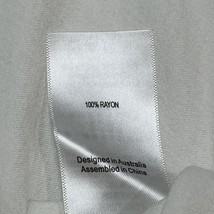 100% RAYON
Designed in Australia
Assembled in China